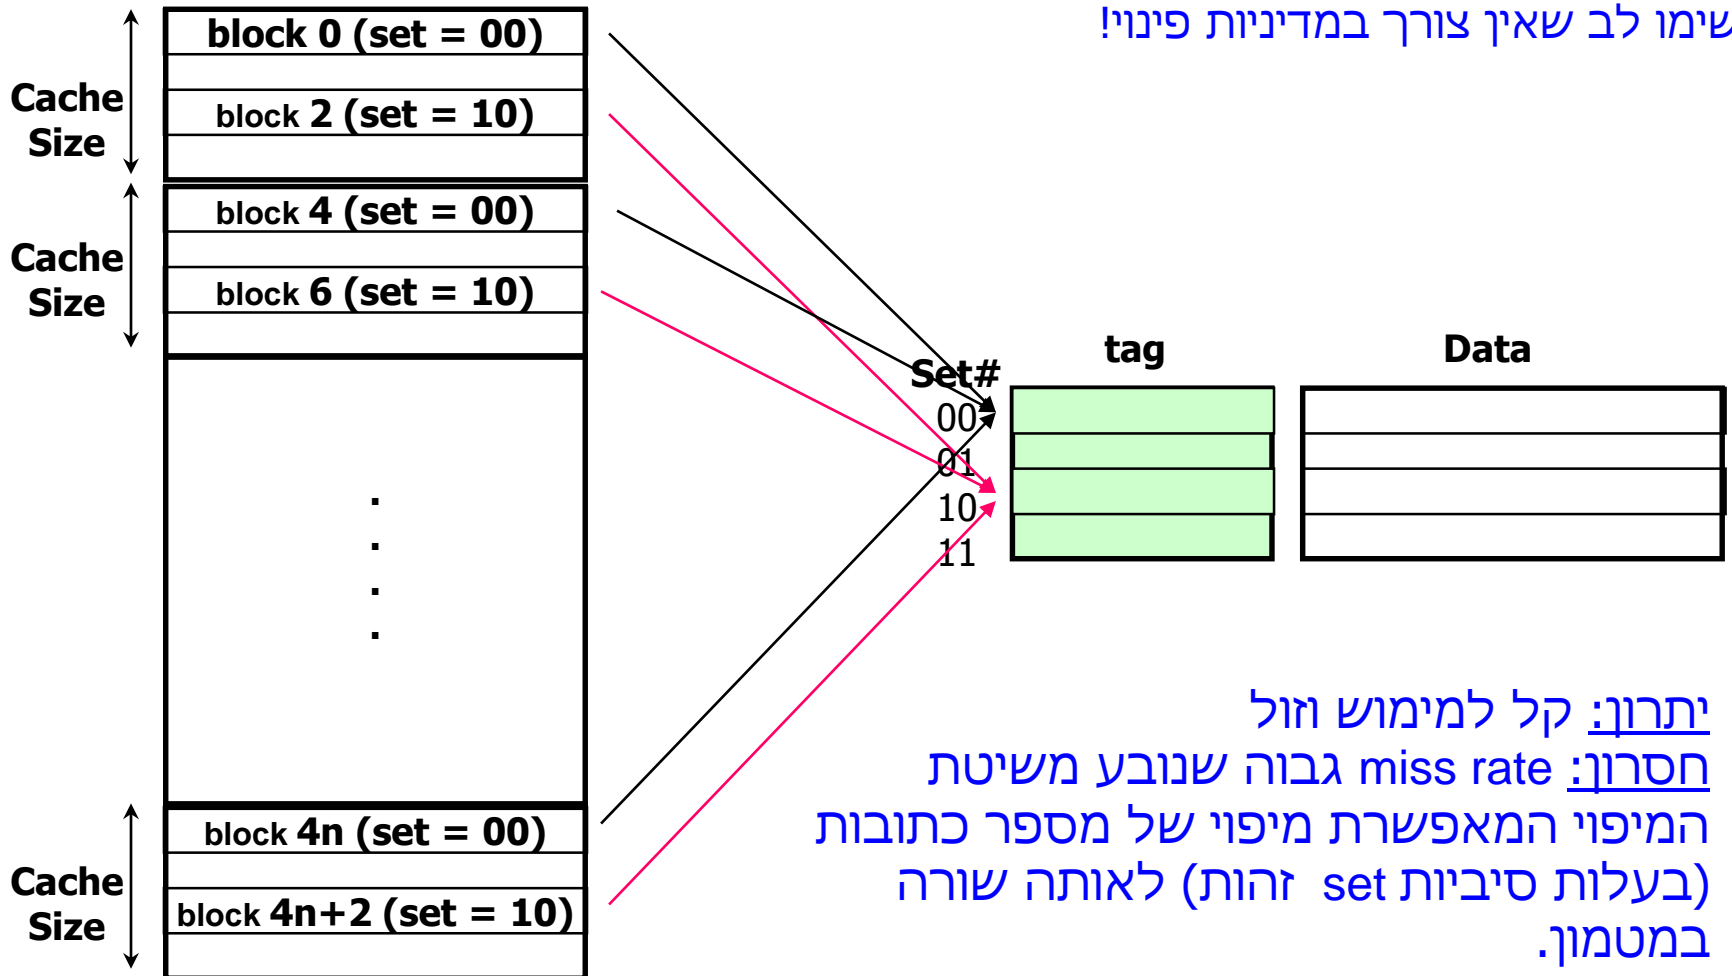 שימו לב שאין צורך במדיניות פינוי!
block 0 (set = 00)
Cache
Size
block 2 (set = 10)
block 4 (set = 00)
Cache
Size
block 6 (set = 10)
.
.
.
.
block 4n (set = 00)
Cache
Size
block 4n+2 (set = 10)
Set#
tag
Data
00
01
10
11
יתרון: קל למימוש וזול
חסרון: miss rate גבוה שנובע משיטת
המיפוי המאפשרת מיפוי של מספר כתובות
(בעלות סיביות set זהות) לאותה שורה
במטמון.